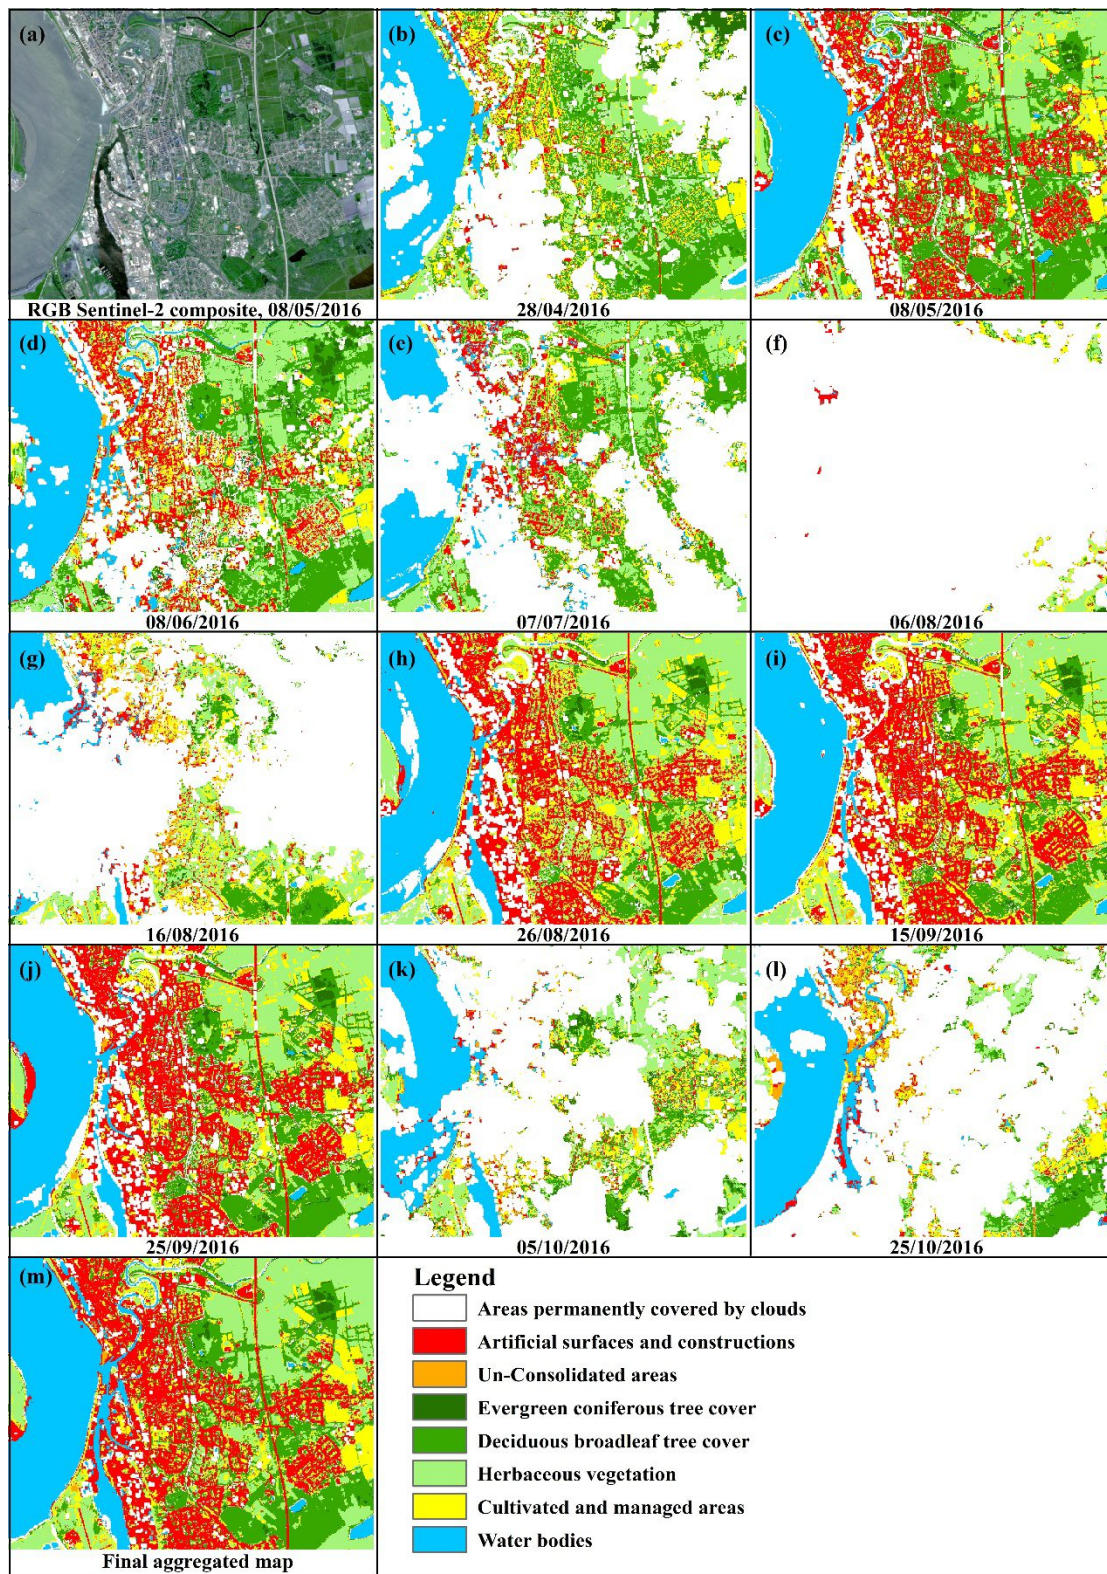 (a)
(b)
(c)
RGB Sentinel-2 composite, 08/05/2016
28/04/2016
08/05/2016
(d)
(e)
(f)
08/06/2016
07/07/2016
06/08/2016
(g)
(h)
(i)
16/08/2016
26/08/2016
15/09/2016
(j)
(k)
(l)
25/09/2016
05/10/2016
25/10/2016
(m)
Legend
Areas permanently covered by clouds
Artificial surfaces and constructions
Un-Consolidated areas
Evergreen coniferous tree cover
Deciduous broadleaf tree cover
Herbaceous vegetation
Cultivated and managed areas
Water bodies
Final aggregated map